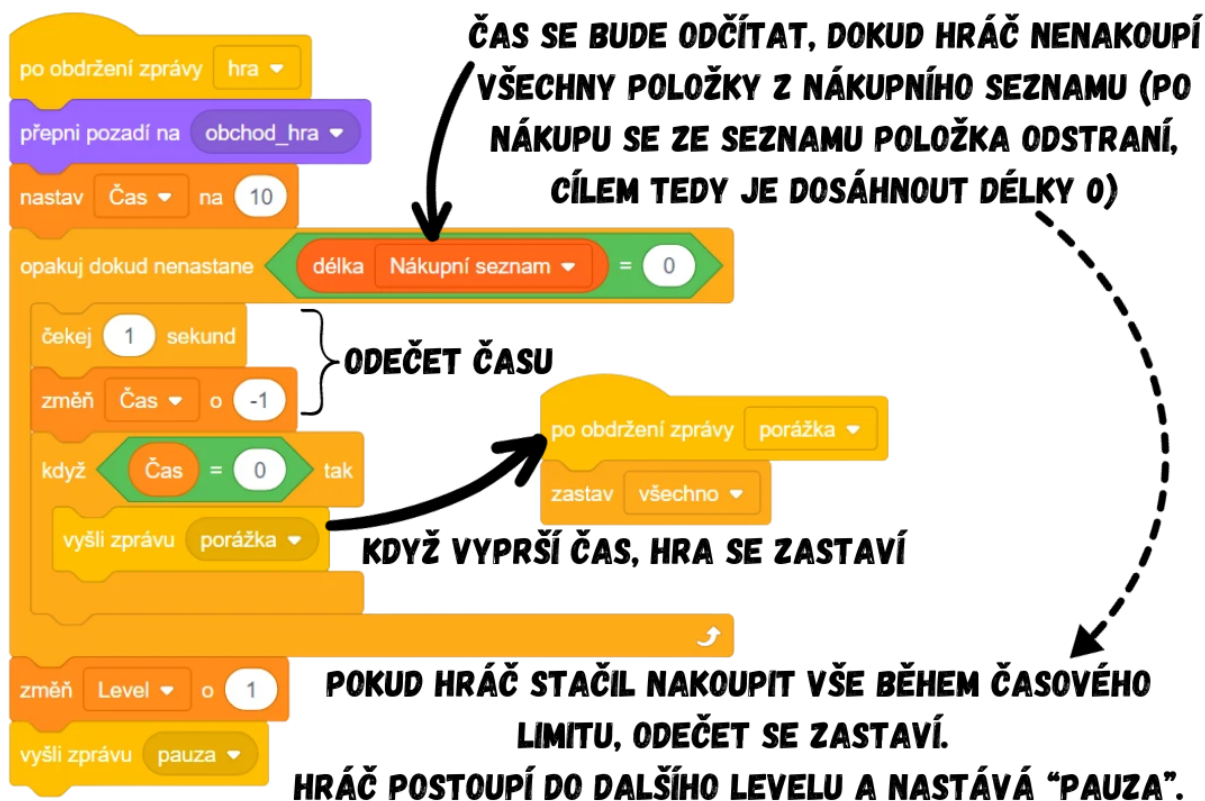 po obdržení zprávy hra
přepni pozadí na obchod_hra
nastav Čas na 10
opakuj dokud nenastane délka Nákupní seznam = 0
čekej 1 sekund
změň Čas o -1
když Čas = 0 tak
vyšli zprávu porážka
změň Level o 1
vyšli zprávu pauza
ČAS SE BUDE ODČÍTAT, DOKUD HRÁČ NENAKOUPÍ
VŠECHNY POLOŽKY Z NÁKUPNÍHO SEZNAMU (PO
NÁKUPU SE ZE SEZNAMU POLOŽKA ODSTRANÍ,
CÍLEM TEDY JE DOSÁHNOUT DÉLKY 0)
ODEČET ČASU
po obdržení zprávy porážka
zastav všechno
KDYŽ VYPRŠÍ ČAS, HRA SE ZASTAVÍ
POKUD HRÁČ STAČIL NAKOUPIT VŠE BĚHEM ČASOVÉHO
LIMITU, ODEČET SE ZASTAVÍ.
HRÁČ POSTOUPÍ DO DALŠÍHO LEVELU A NASTÁVÁ “PAUZA”.